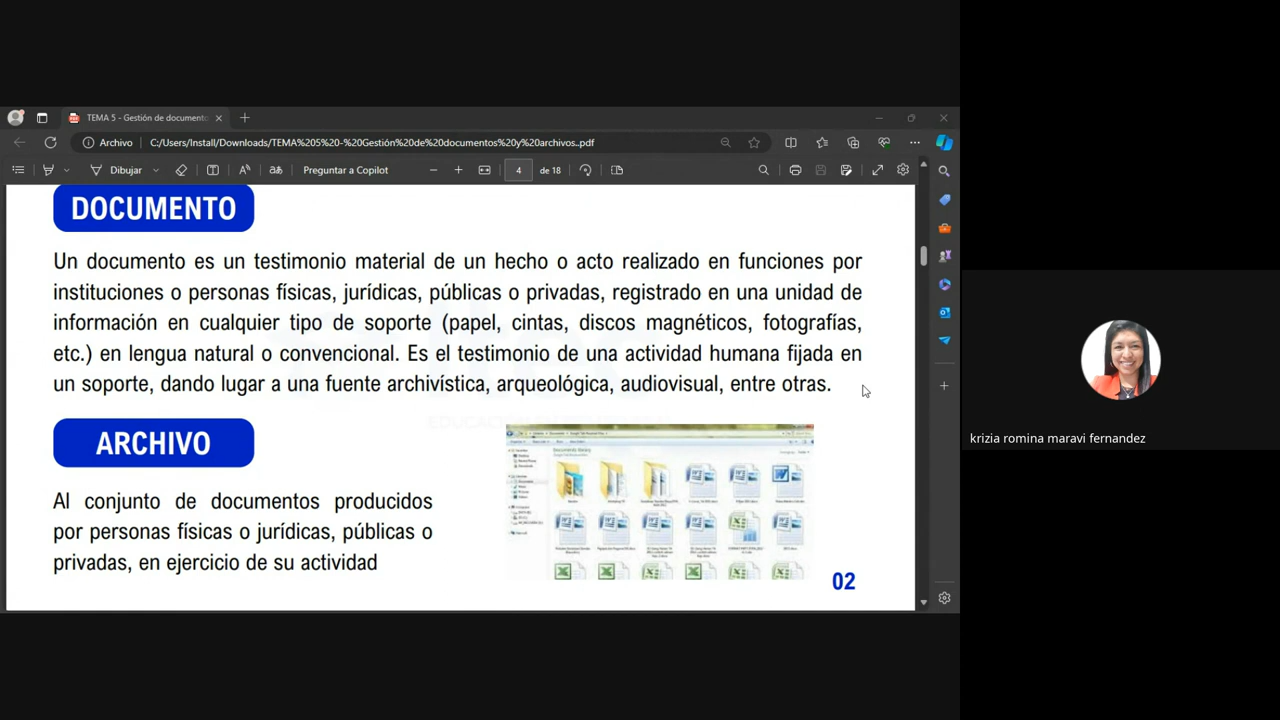 TEMA 5 - Gestión de documento
Archivo C:/Users/Install/Downloads/TEMA%205%20-%20Gestión%20de%20documentos%20y%20archivos..pdf
Dibujar Preguntar a Copilot 4 de 18
DOCUMENTO
Un documento es un testimonio material de un hecho o acto realizado en funciones por
instituciones o personas físicas, jurídicas, públicas o privadas, registrado en una unidad de
información en cualquier tipo de soporte (papel, cintas, discos magnéticos, fotografías,
etc.) en lengua natural o convencional. Es el testimonio de una actividad humana fijada en
un soporte, dando lugar a una fuente archivística, arqueológica, audiovisual, entre otras.
ARCHIVO
Al conjunto de documentos producidos
por personas físicas o jurídicas, públicas o
privadas, en ejercicio de su actividad
02
krizia romina maravi fernandez